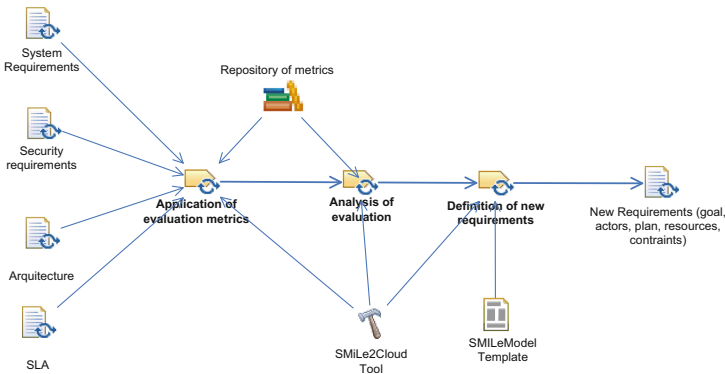 System
Requirements
Repository of metrics
Security
requirements
Application of
evaluation metrics
Analysis of
evaluation
Definition of new
requirements
New Requirements (goal,
actors, plan, resources,
contraints)
Arquitecture
SLA
SMiLe2Cloud
Tool
SMILeModel
Template